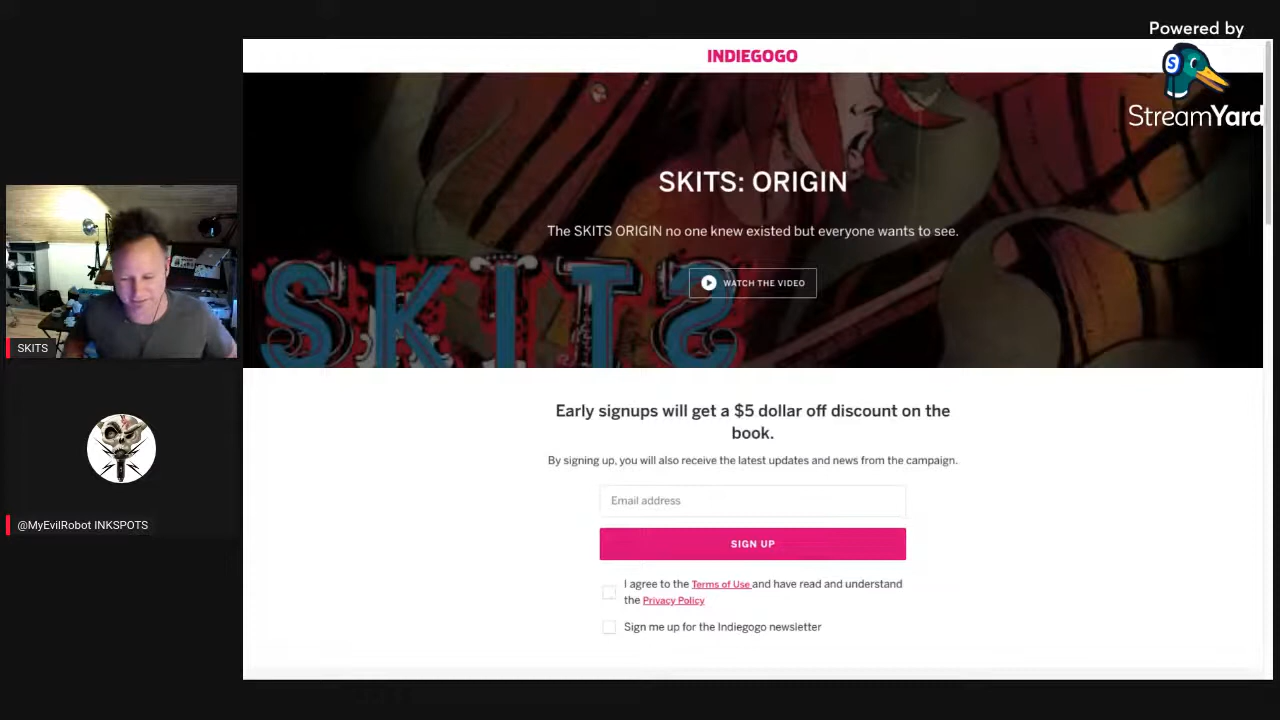 Powered by
StreamYard
INDIEGOGO
SKITS: ORIGIN
The SKITS ORIGIN no one knew existed but everyone wants to see.
WATCH THE VIDEO
SKITS
SKITS
@MyEvilRobot INKSPOTS
Early signups will get a $5 dollar off discount on the
book.
By signing up, you will also receive the latest updates and news from the campaign.
Email address
SIGN UP
I agree to the Terms of Use and have read and understand
the Privacy Policy
Sign me up for the Indiegogo newsletter